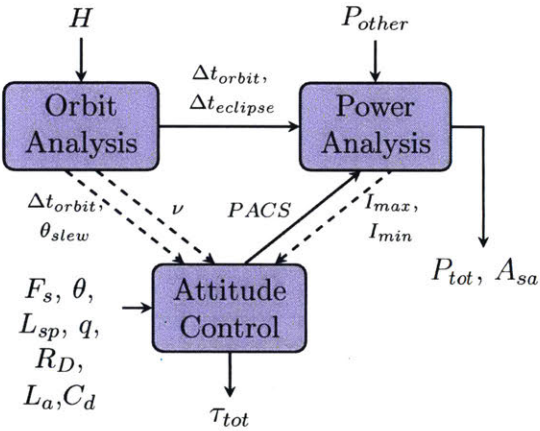 H
P_other
Δt_orbit,
Δt_eclipse
Orbit
Analysis
Power
Analysis
Δt_orbit,
θ_slew
ν
PACS
I_max,
I_min
P_tot, A_sa
F_s, θ,
L_sp, q,
R_D,
L_a,C_d
Attitude
Control
τ_tot